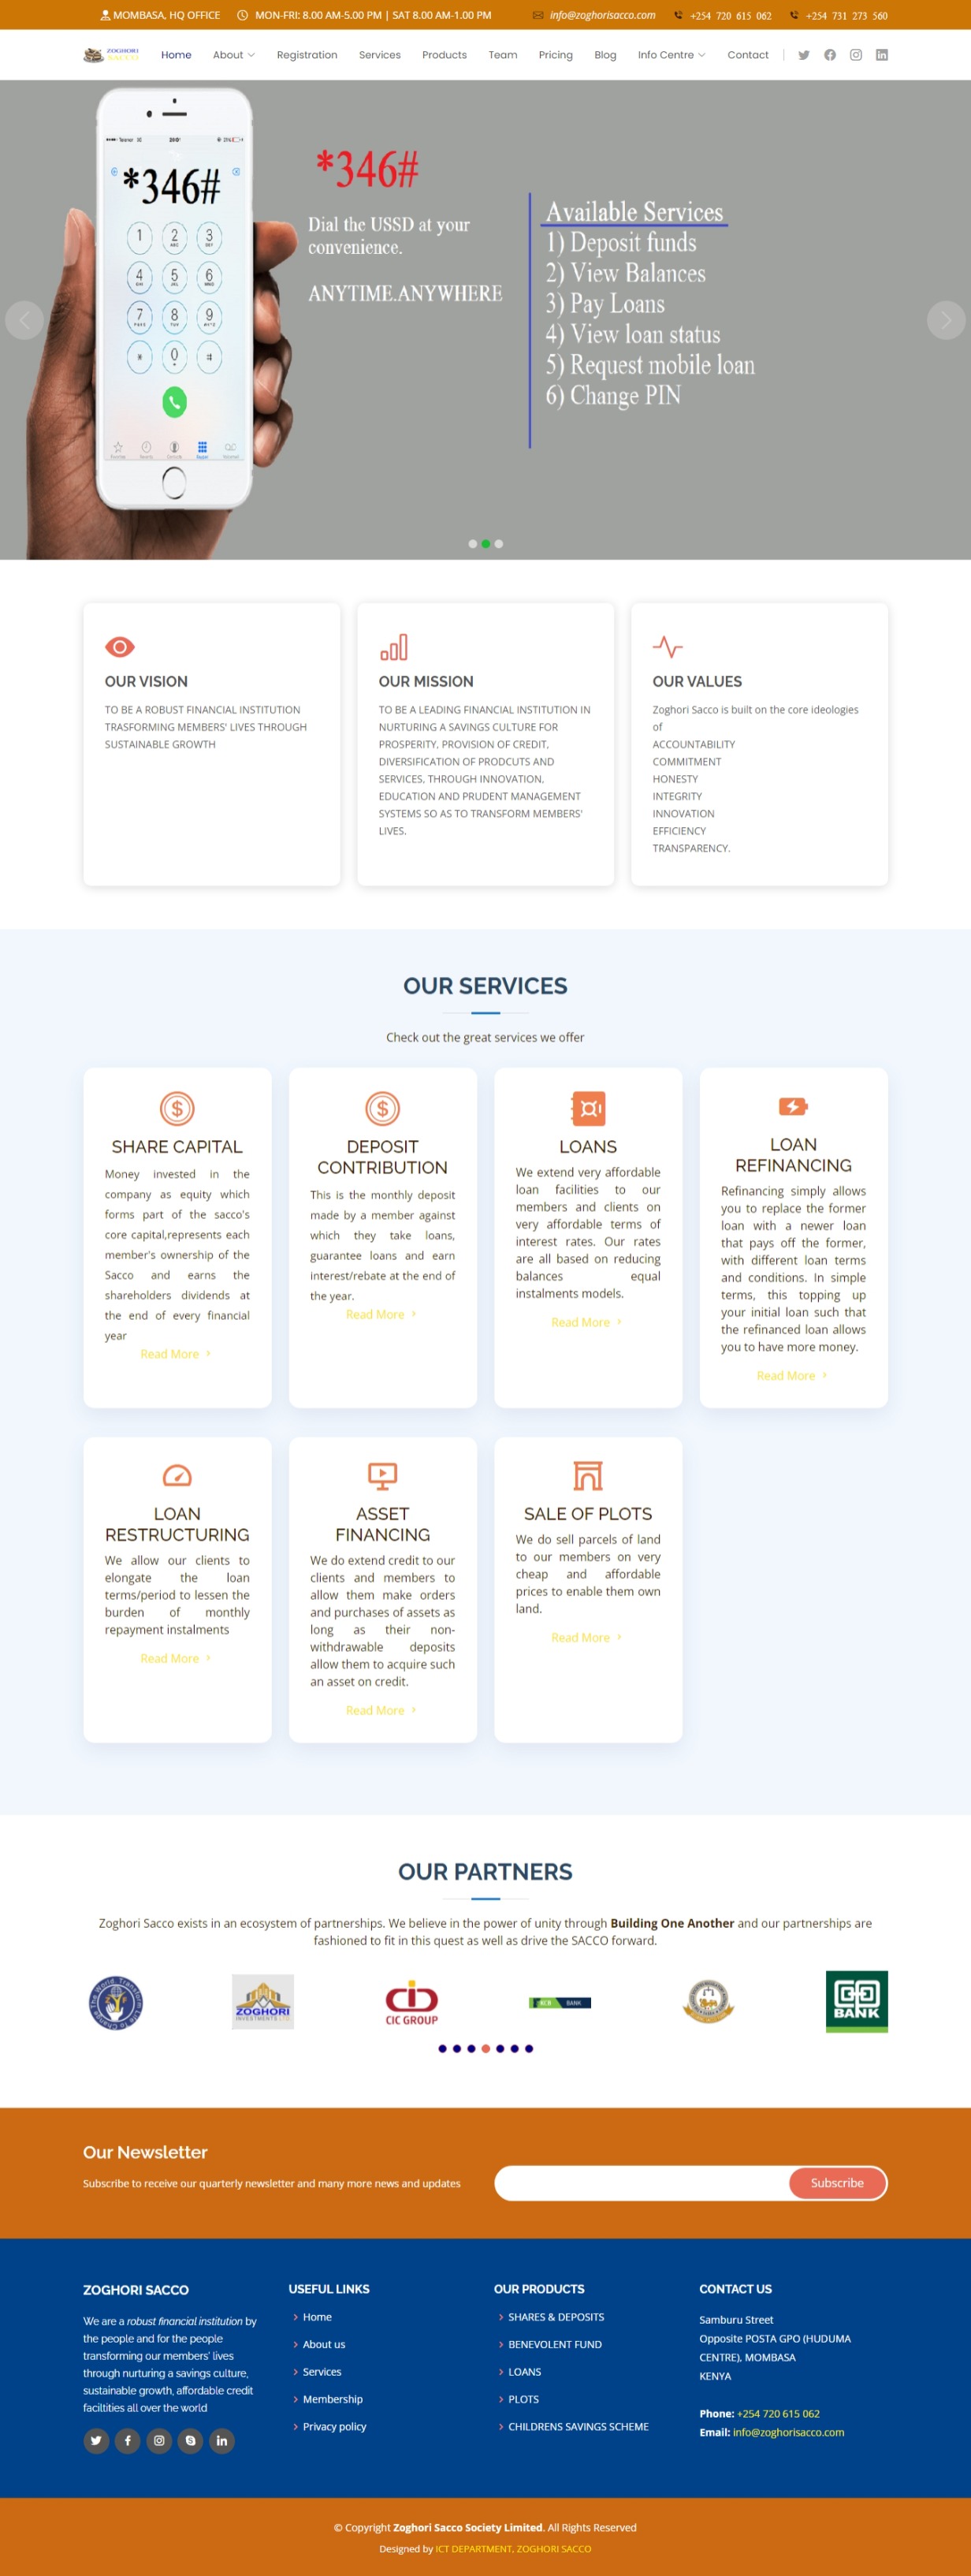 MOMBASA, HQ OFFICE MON-FRI: 8.00 AM-5.00 PM | SAT 8.00 AM-1.00 PM info@zoghorisacco.com +254 720 615 062 +254 731 273 560
ZOGHORI
SACCO Home About Registration Services Products Team Pricing Blog Info Centre Contact
*346#
1 2 3
4 5 6
7 8 9
* 0 #
*346#
Dial the USSD at your
convenience.
ANYTIME.ANYWHERE
Available Services
1) Deposit funds
2) View Balances
3) Pay Loans
4) View loan status
5) Request mobile loan
6) Change PIN
OUR VISION
TO BE A ROBUST FINANCIAL INSTITUTION
TRASFORMING MEMBERS' LIVES THROUGH
SUSTAINABLE GROWTH
OUR MISSION
TO BE A LEADING FINANCIAL INSTITUTION IN
NURTURING A SAVINGS CULTURE FOR
PROSPERITY, PROVISION OF CREDIT,
DIVERSIFICATION OF PRODCUTS AND
SERVICES, THROUGH INNOVATION,
EDUCATION AND PRUDENT MANAGEMENT
SYSTEMS SO AS TO TRANSFORM MEMBERS'
LIVES.
OUR VALUES
Zoghori Sacco is built on the core ideologies
of
ACCOUNTABILITY
COMMITMENT
HONESTY
INTEGRITY
INNOVATION
EFFICIENCY
TRANSPARENCY.
OUR SERVICES
Check out the great services we offer
SHARE CAPITAL
Money invested in the
company as equity which
forms part of the sacco's
core capital,represents each
member's ownership of the
Sacco and earns the
shareholders dividends at
the end of every financial
year
Read More
DEPOSIT
CONTRIBUTION
This is the monthly deposit
made by a member against
which they take loans,
guarantee loans and earn
interest/rebate at the end of
the year.
Read More
LOANS
We extend very affordable
loan facilities to our
members and clients on
very affordable terms of
interest rates. Our rates
are all based on reducing
balances equal
instalments models.
Read More
LOAN
REFINANCING
Refinancing simply allows
you to replace the former
loan with a newer loan
that pays off the former,
with different loan terms
and conditions. In simple
terms, this topping up
your initial loan such that
the refinanced loan allows
you to have more money.
Read More
LOAN
RESTRUCTURING
We allow our clients to
elongate the loan
terms/period to lessen the
burden of monthly
repayment instalments
Read More
ASSET
FINANCING
We do extend credit to our
clients and members to
allow them make orders
and purchases of assets as
long as their non-
withdrawable deposits
allow them to acquire such
an asset on credit.
Read More
SALE OF PLOTS
We do sell parcels of land
to our members on very
cheap and affordable
prices to enable them own
land.
Read More
OUR PARTNERS
Zoghori Sacco exists in an ecosystem of partnerships. We believe in the power of unity through Building One Another and our partnerships are
fashioned to fit in this quest as well as drive the SACCO forward.
ZOGHORI
INVESTMENTS LTD
CIC GROUP
KCB BANK
BANK
Our Newsletter
Subscribe to receive our quarterly newsletter and many more news and updates
Subscribe
ZOGHORI SACCO
We are a robust financial institution by
the people and for the people
transforming our members' lives
through nurturing a savings culture,
sustainable growth, affordable credit
faciltities all over the world
USEFUL LINKS
Home
About us
Services
Membership
Privacy policy
OUR PRODUCTS
SHARES & DEPOSITS
BENEVOLENT FUND
LOANS
PLOTS
CHILDRENS SAVINGS SCHEME
CONTACT US
Samburu Street
Opposite POSTA GPO (HUDUMA
CENTRE), MOMBASA
KENYA
Phone: +254 720 615 062
Email: info@zoghorisacco.com
© Copyright Zoghori Sacco Society Limited. All Rights Reserved
Designed by ICT DEPARTMENT, ZOGHORI SACCO